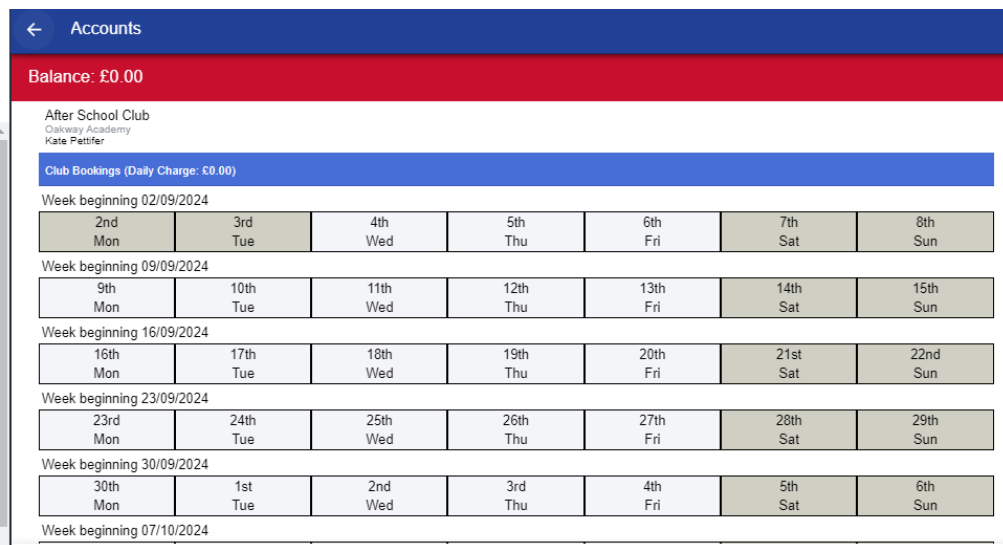 Accounts
Balance: £0.00
After School Club
Oakway Academy
Kate Pettifer
Club Bookings (Daily Charge: £0.00)
Week beginning 02/09/2024
2nd 3rd 4th 5th 6th 7th 8th
Mon Tue Wed Thu Fri Sat Sun
Week beginning 09/09/2024
9th 10th 11th 12th 13th 14th 15th
Mon Tue Wed Thu Fri Sat Sun
Week beginning 16/09/2024
16th 17th 18th 19th 20th 21st 22nd
Mon Tue Wed Thu Fri Sat Sun
Week beginning 23/09/2024
23rd 24th 25th 26th 27th 28th 29th
Mon Tue Wed Thu Fri Sat Sun
Week beginning 30/09/2024
30th 1st 2nd 3rd 4th 5th 6th
Mon Tue Wed Thu Fri Sat Sun
Week beginning 07/10/2024